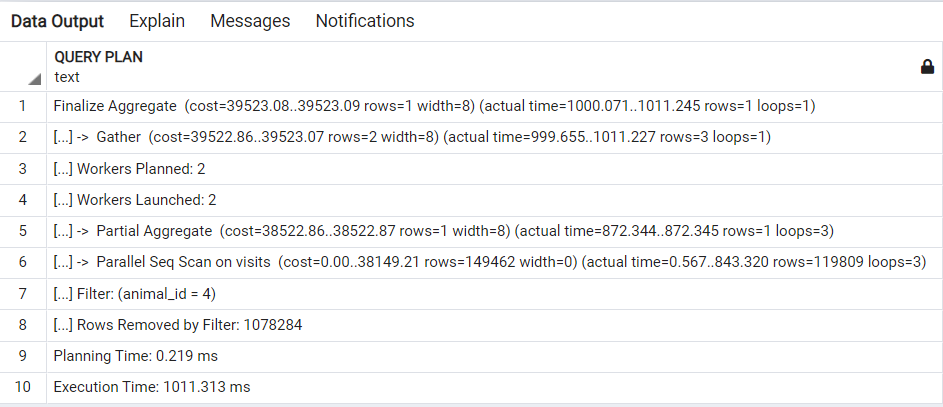 Data Output Explain Messages Notifications
QUERY PLAN
text
1 Finalize Aggregate (cost=39523.08..39523.09 rows=1 width=8) (actual time=1000.071..1011.245 rows=1 loops=1)
2 [...] -> Gather (cost=39522.86..39523.07 rows=2 width=8) (actual time=999.655..1011.227 rows=3 loops=1)
3 [...] Workers Planned: 2
4 [...] Workers Launched: 2
5 [...] -> Partial Aggregate (cost=38522.86..38522.87 rows=1 width=8) (actual time=872.344..872.345 rows=1 loops=3)
6 [...] -> Parallel Seq Scan on visits (cost=0.00..38149.21 rows=149462 width=0) (actual time=0.567..843.320 rows=119809 loops=3)
7 [...] Filter: (animal_id = 4)
8 [...] Rows Removed by Filter: 1078284
9 Planning Time: 0.219 ms
10 Execution Time: 1011.313 ms